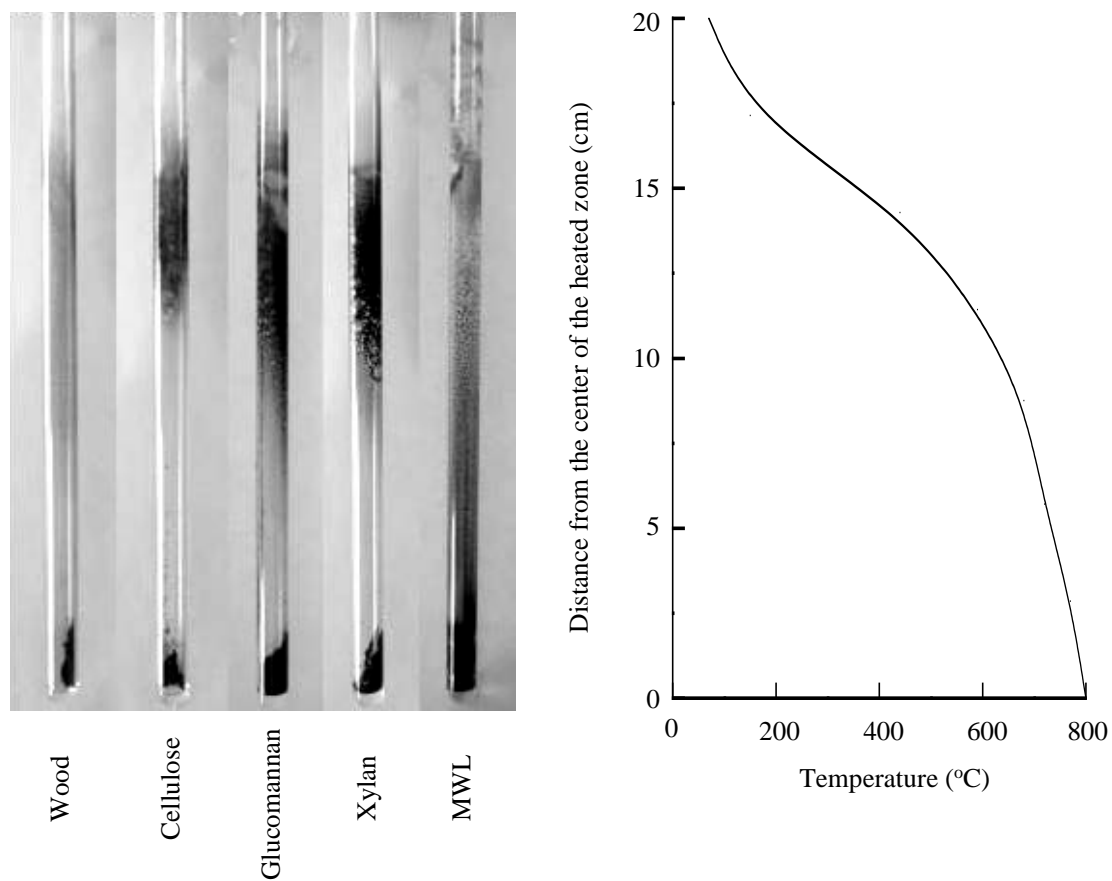 Wood
Cellulose
Glucomannan
Xylan
MWL
Distance from the center of the heated zone (cm)
20
15
10
5
0
0
200
400
600
800
Temperature (°C)